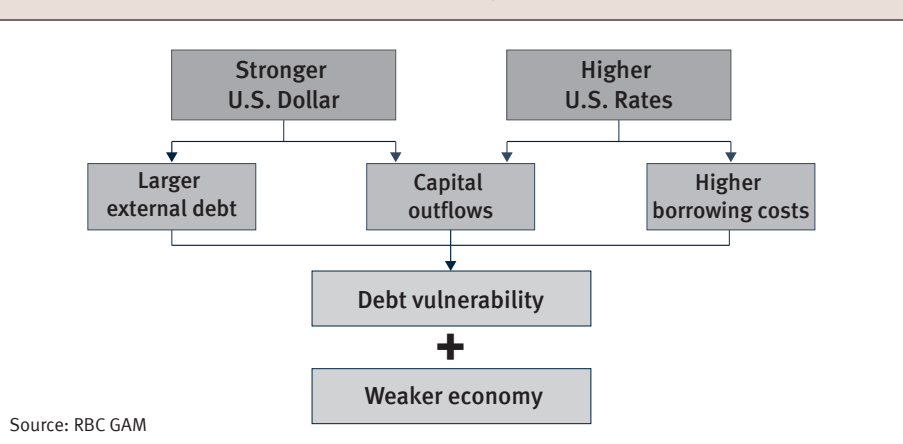 Stronger
U.S. Dollar
Higher
U.S. Rates
Larger
external debt
Capital
outflows
Higher
borrowing costs
Debt vulnerability
+
Weaker economy
Source: RBC GAM